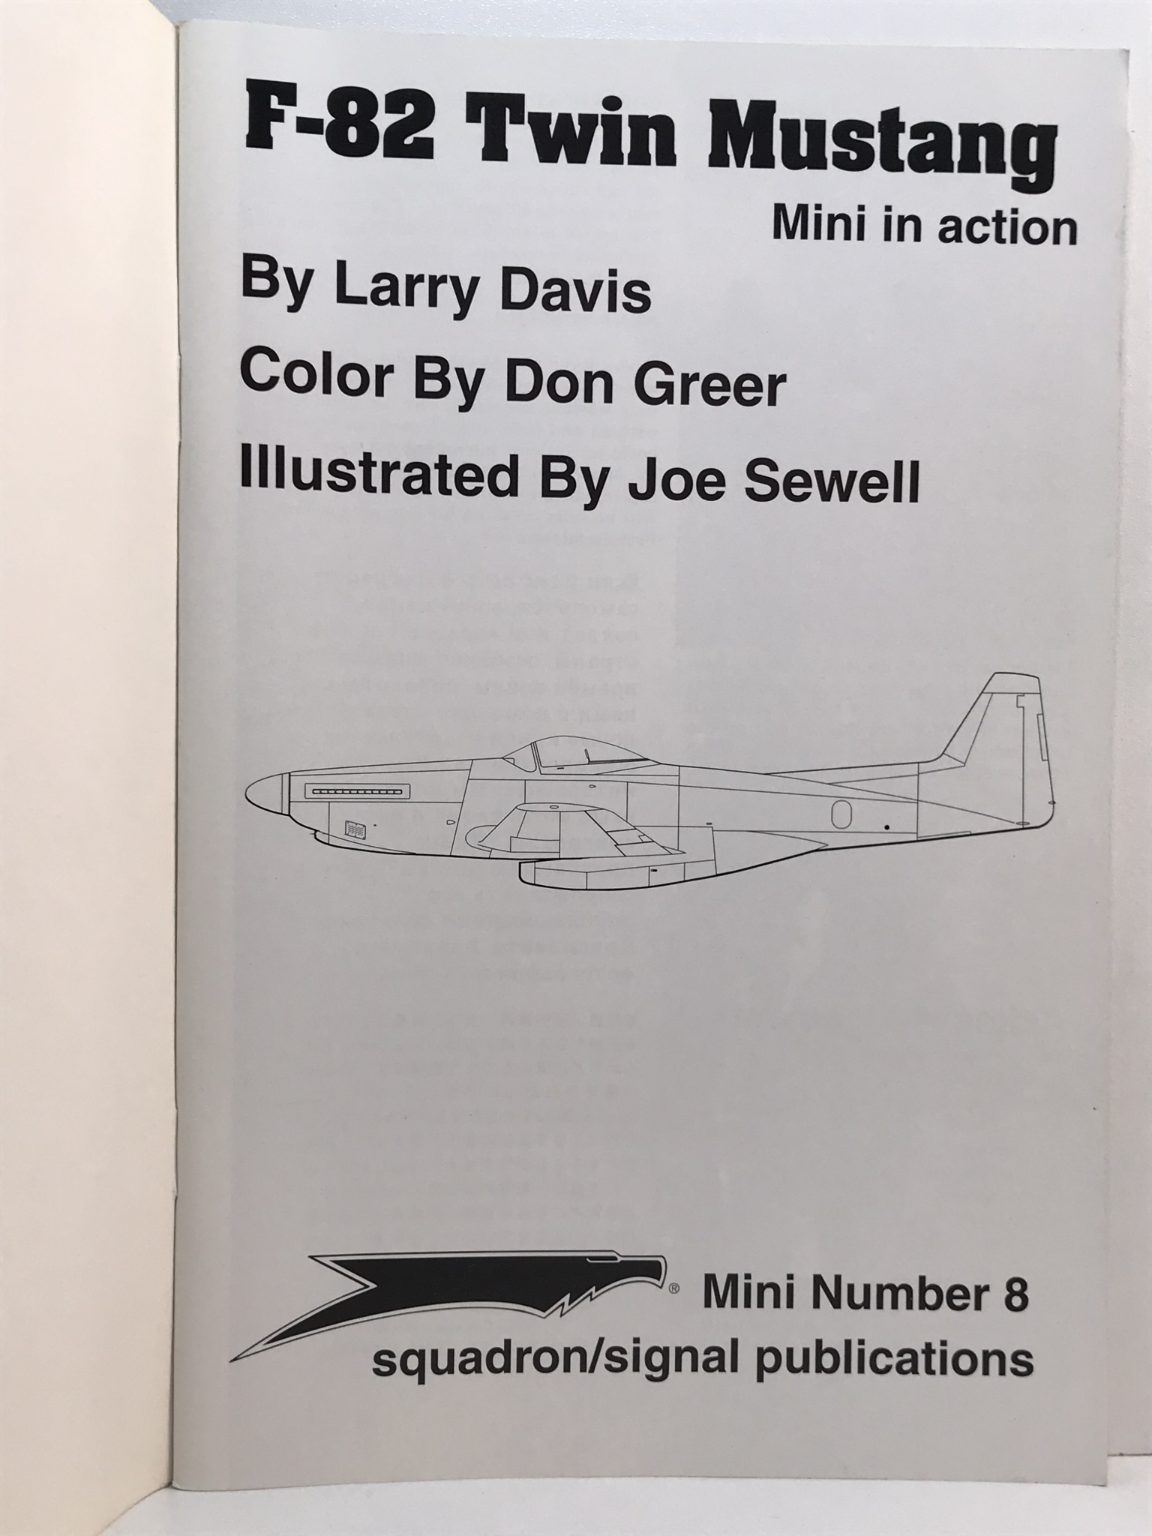 F-82 Twin Mustang
Mini in action
By Larry Davis
Color By Don Greer
Illustrated By Joe Sewell
® Mini Number 8
squadron/signal publications